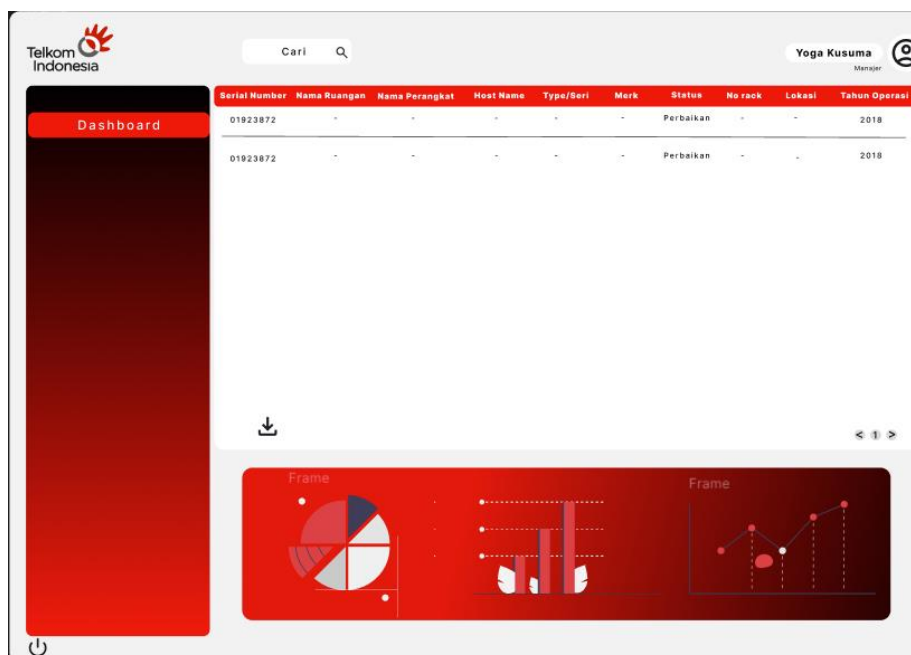 Telkom
Indonesia
Cari
Yoga Kusuma
Manajer
Dashboard
Serial Number Nama Ruangan Nama Perangkat Host Name Type/Seri Merk Status No rack Lokasi Tahun Operasi
01923872 - - - - - Perbaikan - - 2018
01923872 - - - - - Perbaikan - - 2018
< 1 >
Frame
Frame